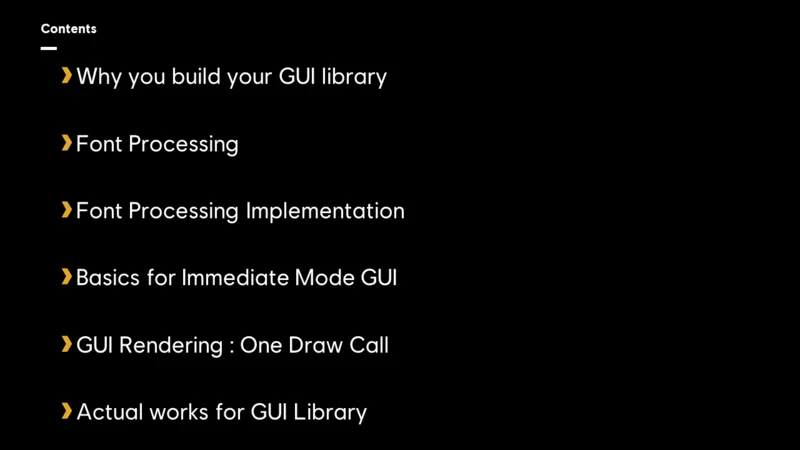 Contents
Why you build your GUI library
Font Processing
Font Processing Implementation
Basics for Immediate Mode GUI
GUI Rendering : One Draw Call
Actual works for GUI Library